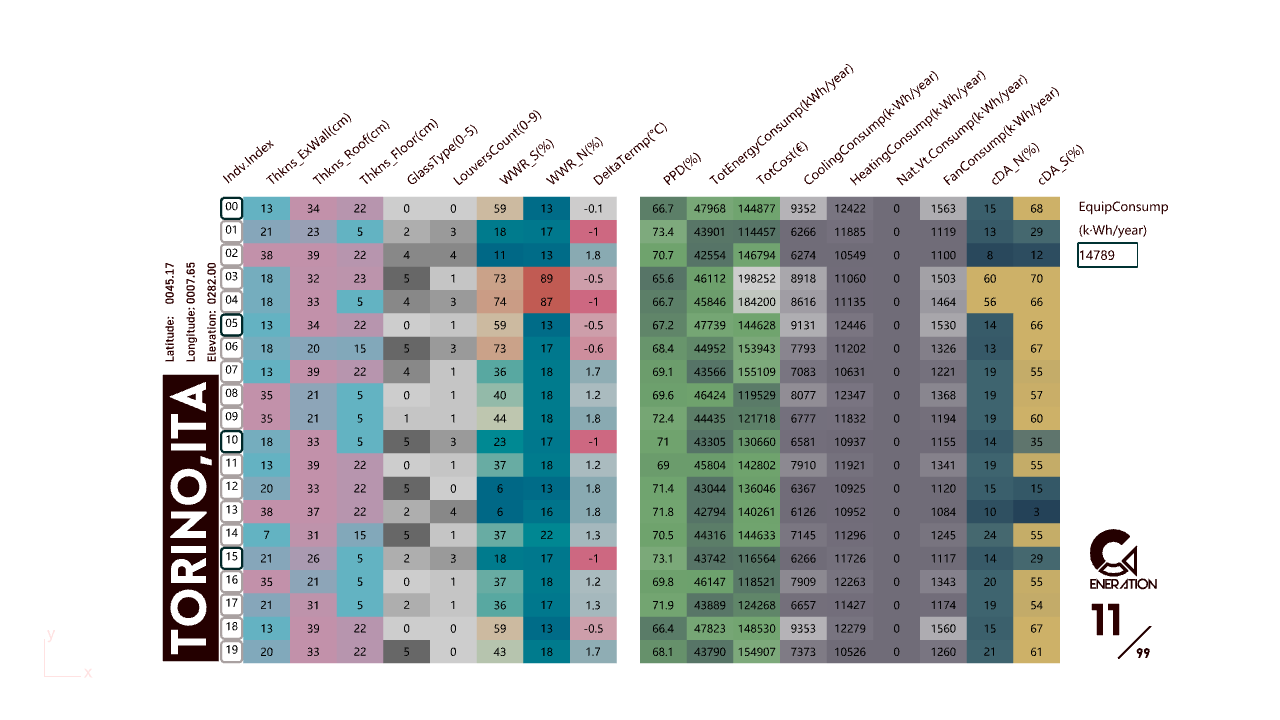 Indv.Index Thkns_ExWall(cm) Thkns_Roof(cm) Thkns_Floor(cm) GlassType(0-5) LouversCount(0-9) WWR_S(%) WWR_N(%) DeltaTermp(°C) PPD(%) TotEnergyConsump(kWh/year) TotCost(€) CoolingConsump(k·Wh/year) HeatingConsump(k·Wh/year) Nat.Vt.Consump(k·Wh/year) FanConsump(k·Wh/year) cDA_N(%) cDA_S(%)
00 13 34 22 0 0 59 13 -0.1 66.7 47968 144877 9352 12422 0 1563 15 68
01 21 23 5 2 3 18 17 -1 73.4 43901 114457 6266 11885 0 1119 13 29
02 38 39 22 4 4 11 13 1.8 70.7 42554 146794 6274 10549 0 1100 8 12
03 18 32 23 5 1 73 89 -0.5 65.6 46112 198252 8918 11060 0 1503 60 70
04 18 33 5 4 3 74 87 -1 66.7 45846 184200 8616 11135 0 1464 56 66
05 13 34 22 0 1 59 13 -0.5 67.2 47739 144628 9131 12446 0 1530 14 66
06 18 20 15 5 3 73 17 -0.6 68.4 44952 153943 7793 11202 0 1326 13 67
07 13 39 22 4 1 36 18 1.7 69.1 43566 155109 7083 10631 0 1221 19 55
08 35 21 5 0 1 40 18 1.2 69.6 46424 119529 8077 12347 0 1368 19 57
09 35 21 5 1 1 44 18 1.8 72.4 44435 121718 6777 11832 0 1194 19 60
10 18 33 5 5 3 23 17 -1 71 43305 130660 6581 10937 0 1155 14 35
11 13 39 22 0 1 37 18 1.2 69 45804 142802 7910 11921 0 1341 19 55
12 20 33 22 5 0 6 13 1.8 71.4 43044 136046 6367 10925 0 1120 15 15
13 38 37 22 2 4 6 16 1.8 71.8 42794 140261 6126 10952 0 1084 10 3
14 7 31 15 5 1 37 22 1.3 70.5 44316 144633 7145 11296 0 1245 24 55
15 21 26 5 2 3 18 17 -1 73.1 43742 116564 6266 11726 0 1117 14 29
16 35 21 5 0 1 37 18 1.2 69.8 46147 118521 7909 12263 0 1343 20 55
17 21 31 5 2 1 36 17 1.3 71.9 43889 124268 6657 11427 0 1174 19 54
18 13 39 22 0 0 59 13 -0.5 66.4 47823 148530 9353 12279 0 1560 15 67
19 20 33 22 5 0 43 18 1.7 68.1 43790 154907 7373 10526 0 1260 21 61
Latitude: 0045.17
Longitude: 0007.65
Elevation: 0282.00
TORINO,ITA
EquipConsump
(k·Wh/year)
14789
ENERATION
11
/99
y
x